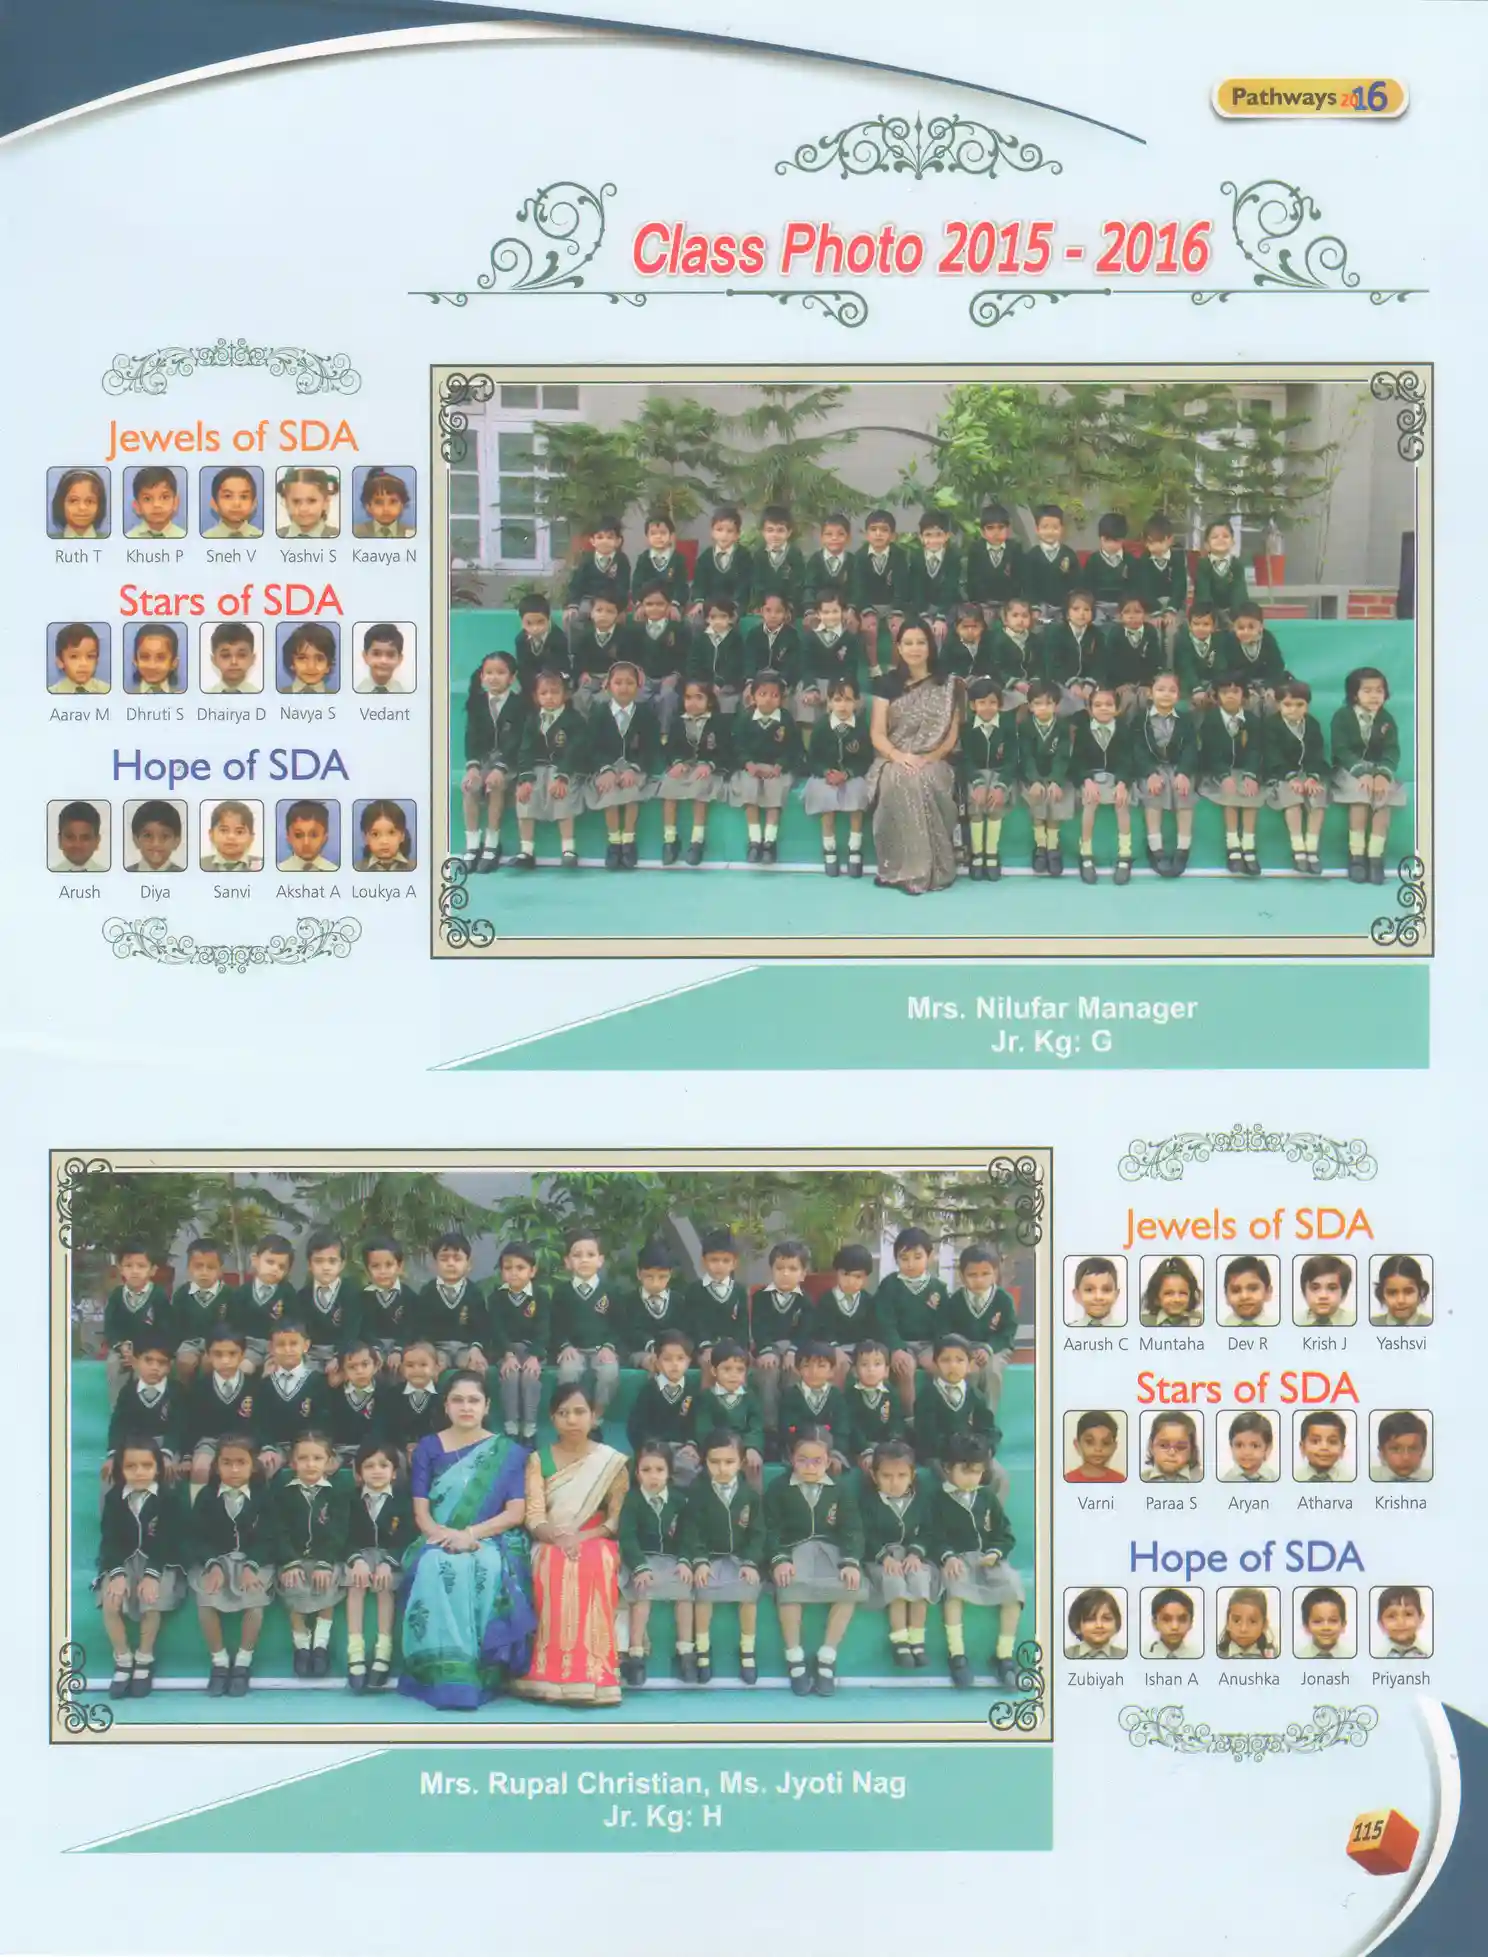 Pathways 2016
Class Photo 2015 - 2016
Jewels of SDA
Ruth T Khush P Sneh V Yashvi S Kaavya N
Stars of SDA
Aarav M Dhruti S Dhairya D Navya S Vedant
Hope of SDA
Arush Diya Sanvi Akshat A Loukya A
Mrs. Nilufar Manager
Jr. Kg: G
Jewels of SDA
Aarush C Muntaha Dev R Krish J Yashsvi
Stars of SDA
Varni Paraa S Aryan Atharva Krishna
Hope of SDA
Zubiyah Ishan A Anushka Jonash Priyansh
Mrs. Rupal Christian, Ms. Jyoti Nag
Jr. Kg: H
115